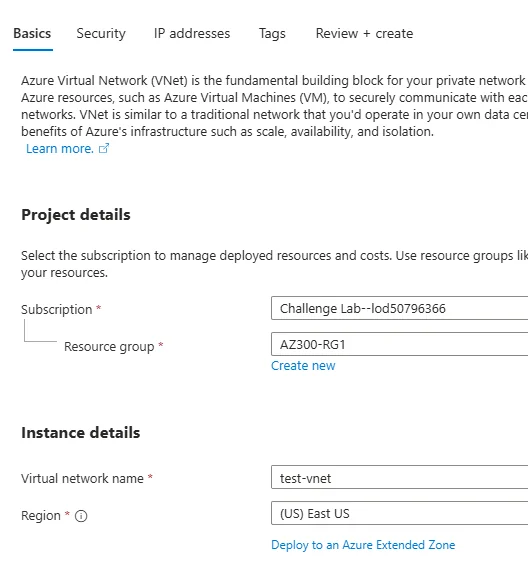 Basics Security IP addresses Tags Review + create
Azure Virtual Network (VNet) is the fundamental building block for your private network
Azure resources, such as Azure Virtual Machines (VM), to securely communicate with eac
networks. VNet is similar to a traditional network that you'd operate in your own data cen
benefits of Azure's infrastructure such as scale, availability, and isolation.
Learn more.
Project details
Select the subscription to manage deployed resources and costs. Use resource groups lik
your resources.
Subscription * Challenge Lab--lod50796366
Resource group * AZ300-RG1
Create new
Instance details
Virtual network name * test-vnet
Region * (US) East US
Deploy to an Azure Extended Zone